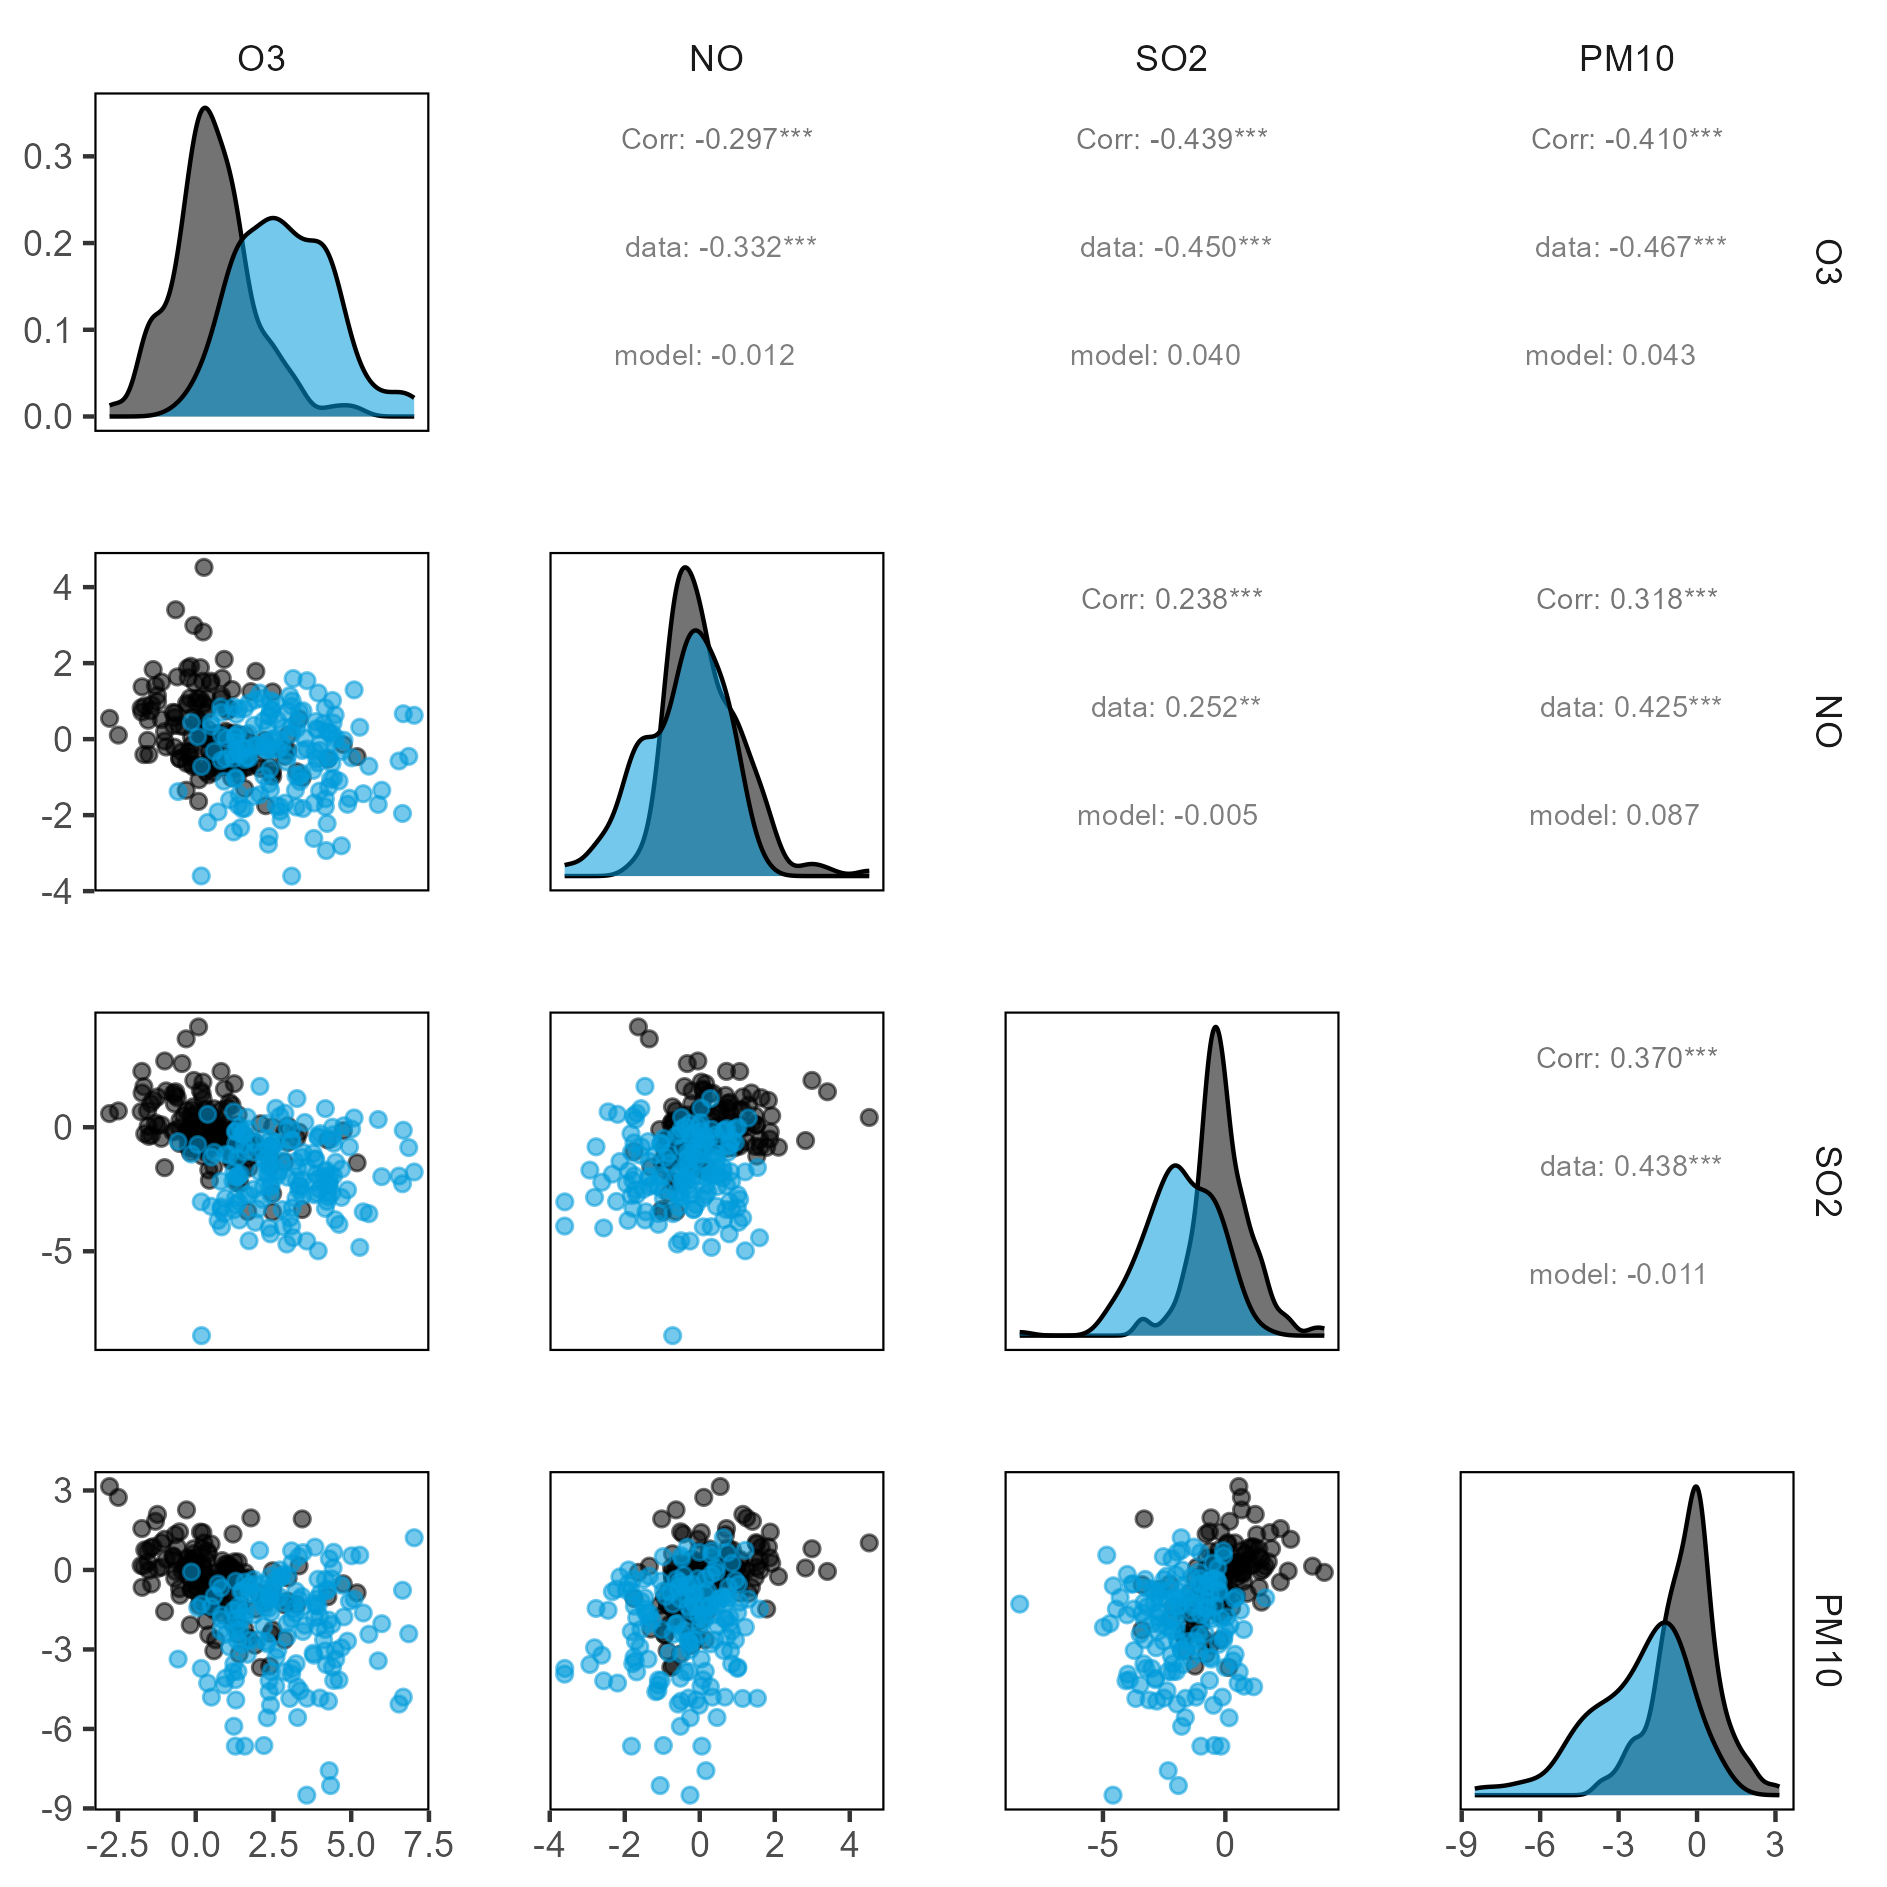 O3 NO SO2 PM10
0.3
0.2
0.1
0.0
Corr: -0.297***
data: -0.332***
model: -0.012
Corr: -0.439***
data: -0.450***
model: 0.040
Corr: -0.410***
data: -0.467***
model: 0.043
O3
4
2
0
-2
-4
Corr: 0.238***
data: 0.252**
model: -0.005
Corr: 0.318***
data: 0.425***
model: 0.087
NO
0
-5
Corr: 0.370***
data: 0.438***
model: -0.011
SO2
3
0
-3
-6
-9
PM10
-2.5 0.0 2.5 5.0 7.5
-4 -2 0 2 4
-5 0
-9 -6 -3 0 3